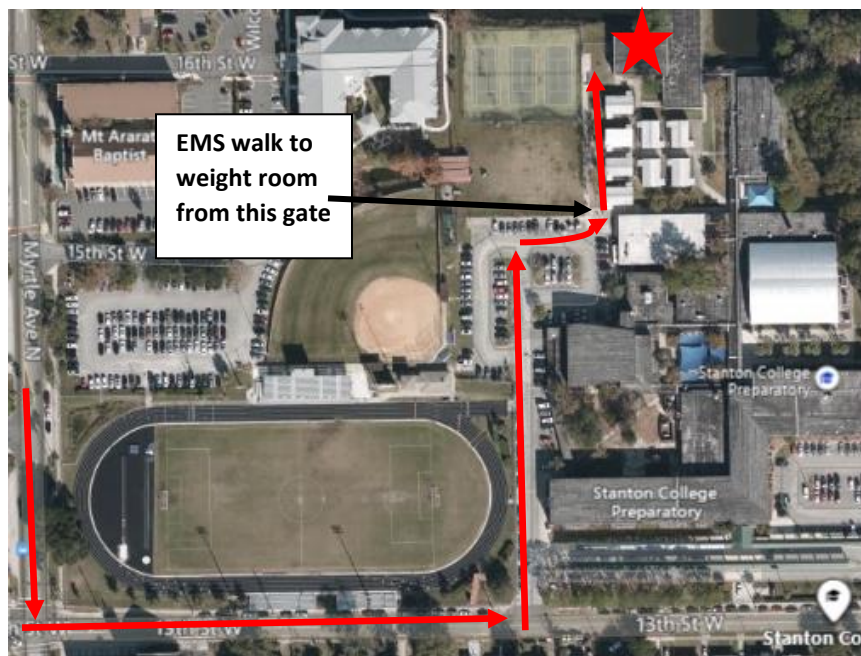 St W
16th St W
Wilco
Mt Ararat
Baptist
EMS walk to
weight room
from this gate
15th St W
Myrtle Ave N
Stanton College
Preparatory
Stanton College
Preparatory
St W
13th St W
Stanton Co